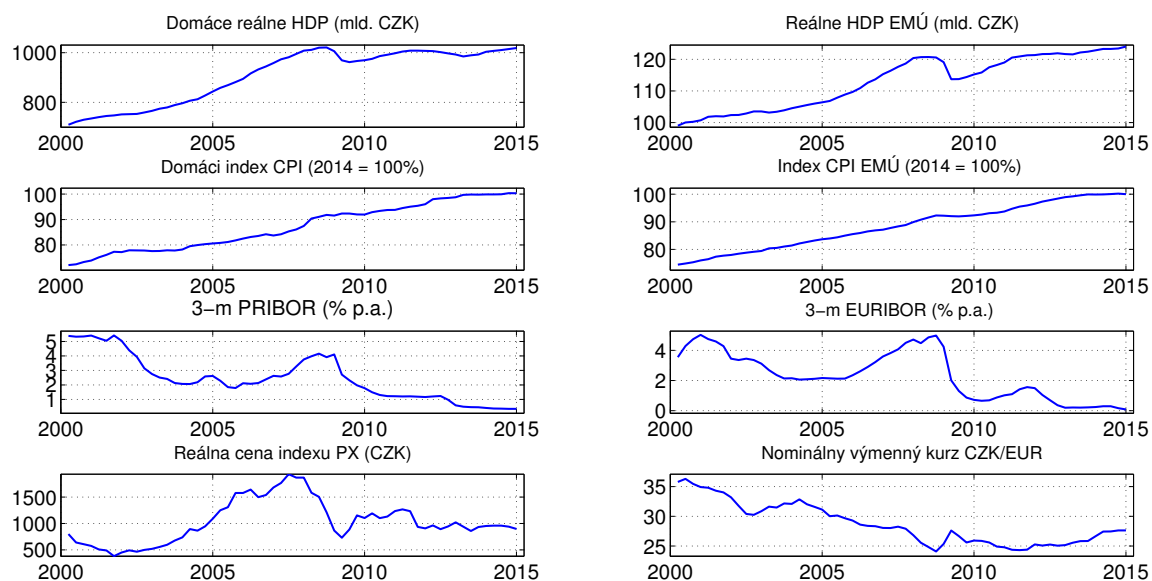 Domáce reálne HDP (mld. CZK)
1000
800
2000 2005 2010 2015
Reálne HDP EMÚ (mld. CZK)
120
110
100
2000 2005 2010 2015
Domáci index CPI (2014 = 100%)
100
90
80
2000 2005 2010 2015
Index CPI EMÚ (2014 = 100%)
100
90
80
2000 2005 2010 2015
3−m PRIBOR (% p.a.)
5
4
3
2
1
2000 2005 2010 2015
3−m EURIBOR (% p.a.)
4
2
0
2000 2005 2010 2015
Reálna cena indexu PX (CZK)
1500
1000
500
2000 2005 2010 2015
Nominálny výmenný kurz CZK/EUR
35
30
25
2000 2005 2010 2015